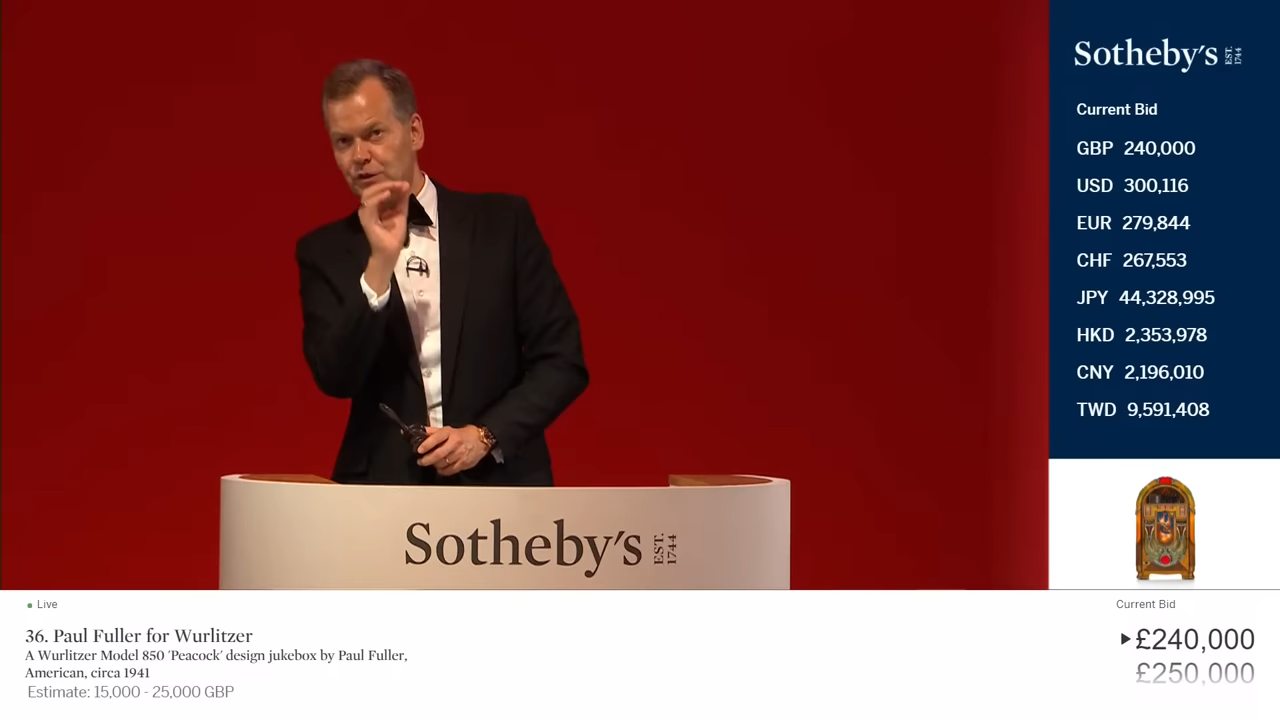 Sotheby's EST. 1744
Current Bid
GBP 240,000
USD 300,116
EUR 279,844
CHF 267,553
JPY 44,328,995
HKD 2,353,978
CNY 2,196,010
TWD 9,591,408
Sotheby's EST. 1744
Live
36. Paul Fuller for Wurlitzer
A Wurlitzer Model 850 'Peacock' design jukebox by Paul Fuller,
American, circa 1941
Estimate: 15,000 - 25,000 GBP
Current Bid
£240,000
£250,000